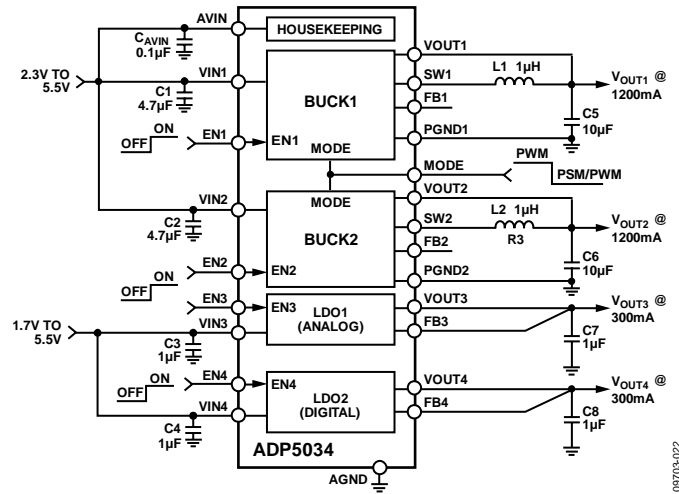 AVIN
HOUSEKEEPING
CAVIN
0.1µF
VOUT1
2.3V TO
5.5V
VIN1
C1
4.7µF
BUCK1
SW1
L1 1µH
VOUT1 @
1200mA
FB1
C5
10µF
OFF
ON
EN1
EN1
PGND1
MODE
MODE
PWM
PSM/PWM
VIN2
MODE
VOUT2
C2
4.7µF
BUCK2
SW2
L2 1µH
R3
VOUT2 @
1200mA
FB2
C6
10µF
EN2
EN2
PGND2
OFF
ON
EN3
EN3
LDO1
(ANALOG)
VOUT3
VOUT3 @
300mA
1.7V TO
5.5V
VIN3
FB3
C3
1µF
C7
1µF
OFF
ON
EN4
EN4
LDO2
(DIGITAL)
VOUT4
VOUT4 @
300mA
VIN4
FB4
C4
1µF
C8
1µF
ADP5034
AGND
09703-022